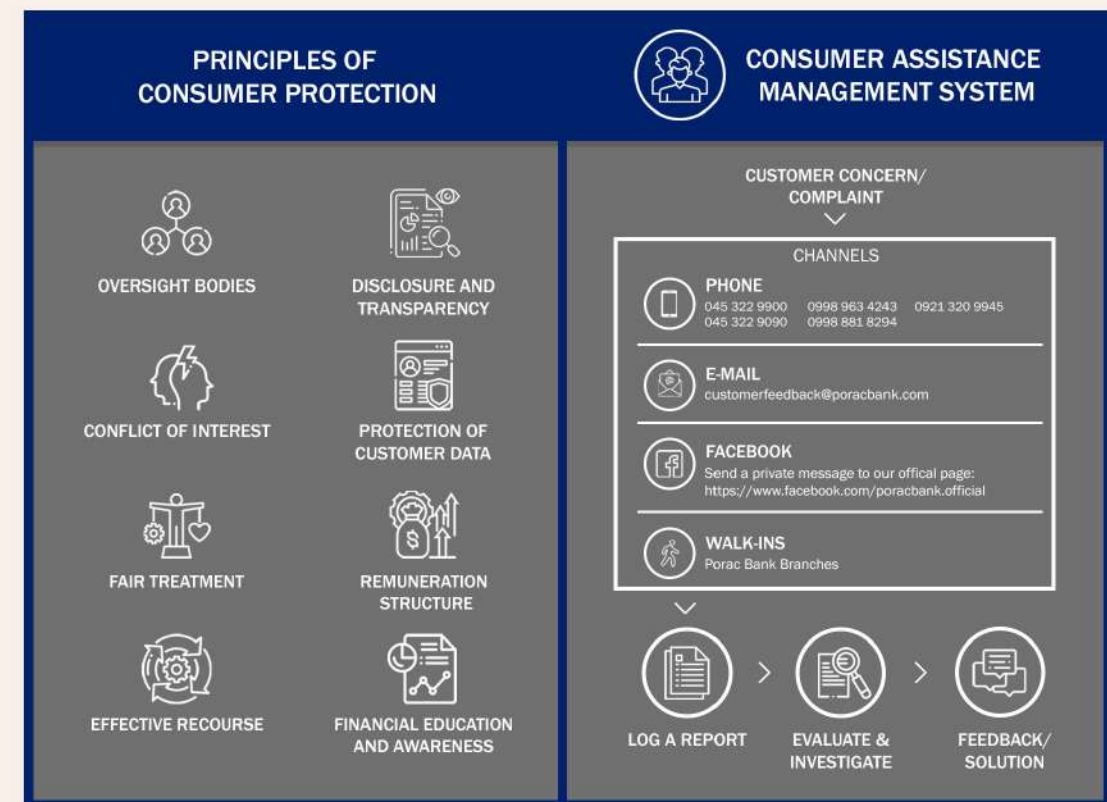 PRINCIPLES OF
CONSUMER PROTECTION
OVERSIGHT BODIES
DISCLOSURE AND
TRANSPARENCY
CONFLICT OF INTEREST
PROTECTION OF
CUSTOMER DATA
FAIR TREATMENT
REMUNERATION
STRUCTURE
EFFECTIVE RECOURSE
FINANCIAL EDUCATION
AND AWARENESS
CONSUMER ASSISTANCE
MANAGEMENT SYSTEM
CUSTOMER CONCERN/
COMPLAINT
CHANNELS
PHONE
045 322 9900 0998 963 4243 0921 320 9945
045 322 9090 0998 881 8294
E-MAIL
customerfeedback@poracbank.com
FACEBOOK
Send a private message to our offical page:
https://www.facebook.com/poracbank.official
WALK-INS
Porac Bank Branches
LOG A REPORT
EVALUATE &
INVESTIGATE
FEEDBACK/
SOLUTION